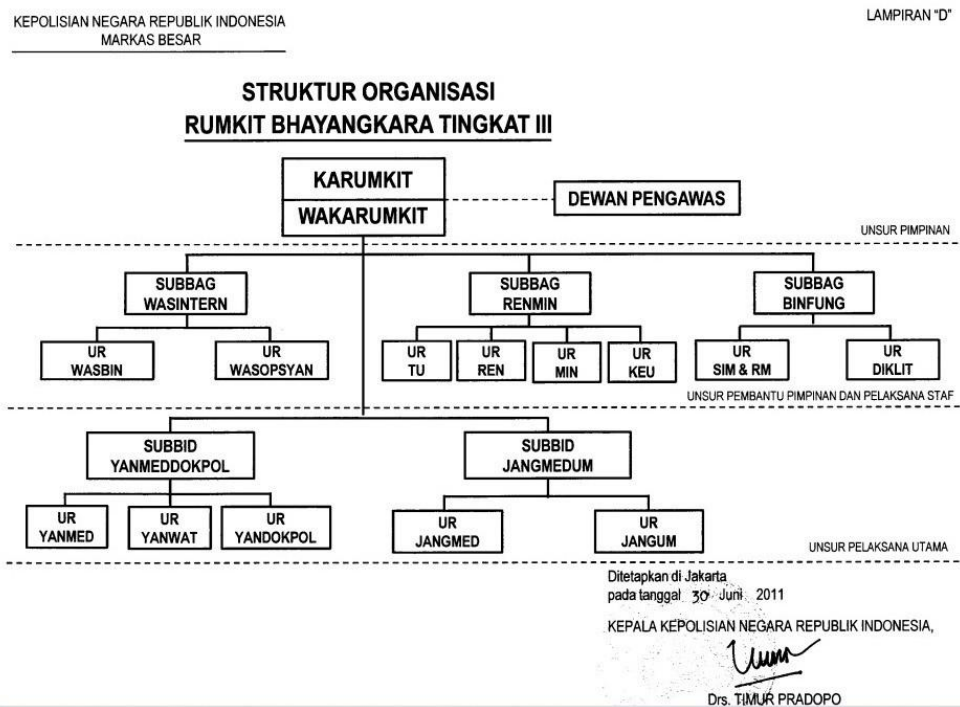 KEPOLISIAN NEGARA REPUBLIK INDONESIA
MARKAS BESAR
LAMPIRAN "D"
STRUKTUR ORGANISASI
RUMKIT BHAYANGKARA TINGKAT III
KARUMKIT
WAKARUMKIT
DEWAN PENGAWAS
UNSUR PIMPINAN
SUBBAG
WASINTERN
SUBBAG
RENMIN
SUBBAG
BINFUNG
UR
WASBIN
UR
WASOPSYAN
UR
TU
UR
REN
UR
MIN
UR
KEU
UR
SIM & RM
UR
DIKLIT
UNSUR PEMBANTU PIMPINAN DAN PELAKSANA STAF
SUBBID
YANMEDDOKPOL
SUBBID
JANGMEDUM
UR
YANMED
UR
YANWAT
UR
YANDOKPOL
UR
JANGMED
UR
JANGUM
UNSUR PELAKSANA UTAMA
Ditetapkan di Jakarta
pada tanggal 30 Juni 2011
KEPALA KEPOLISIAN NEGARA REPUBLIK INDONESIA,
Drs. TIMUR PRADOPO